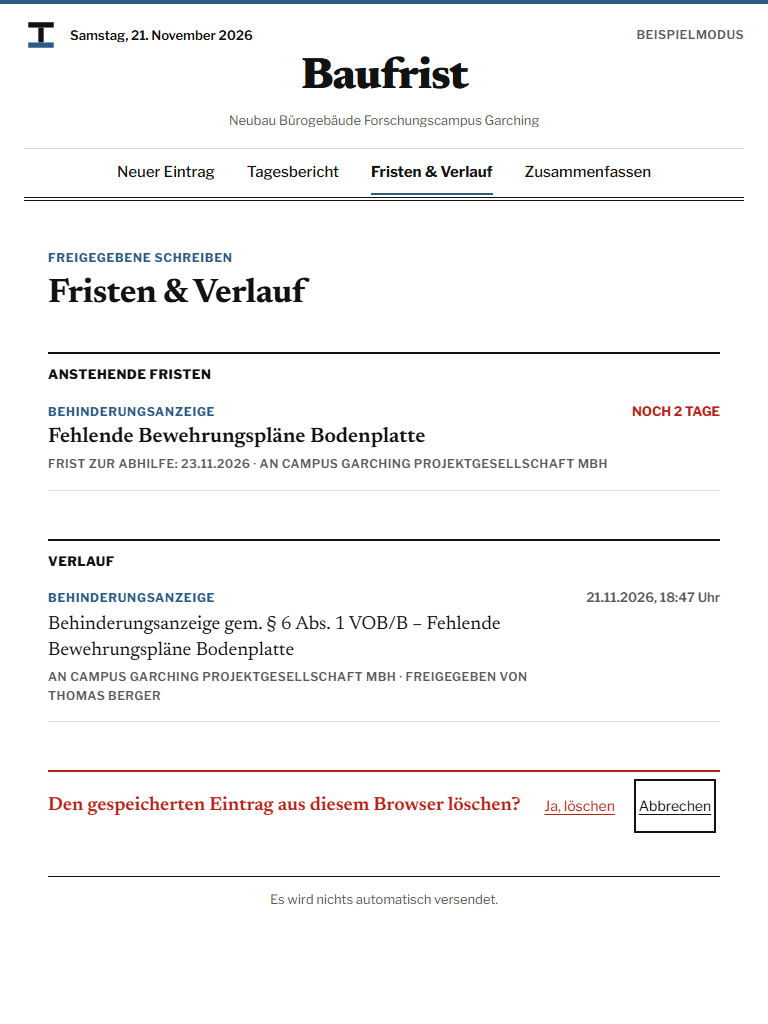 Samstag, 21. November 2026
BEISPIELMODUS
Baufrist
Neubau Bürogebäude Forschungscampus Garching
Neuer Eintrag
Tagesbericht
Fristen & Verlauf
Zusammenfassen
FREIGEGEBENE SCHREIBEN
Fristen & Verlauf
ANSTEHENDE FRISTEN
BEHINDERUNGSANZEIGE
NOCH 2 TAGE
Fehlende Bewehrungspläne Bodenplatte
FRIST ZUR ABHILFE: 23.11.2026 · AN CAMPUS GARCHING PROJEKTGESELLSCHAFT MBH
VERLAUF
BEHINDERUNGSANZEIGE
21.11.2026, 18:47 Uhr
Behinderungsanzeige gem. § 6 Abs. 1 VOB/B – Fehlende
Bewehrungspläne Bodenplatte
AN CAMPUS GARCHING PROJEKTGESELLSCHAFT MBH · FREIGEGEBEN VON
THOMAS BERGER
Den gespeicherten Eintrag aus diesem Browser löschen?
Ja, löschen
Abbrechen
Es wird nichts automatisch versendet.